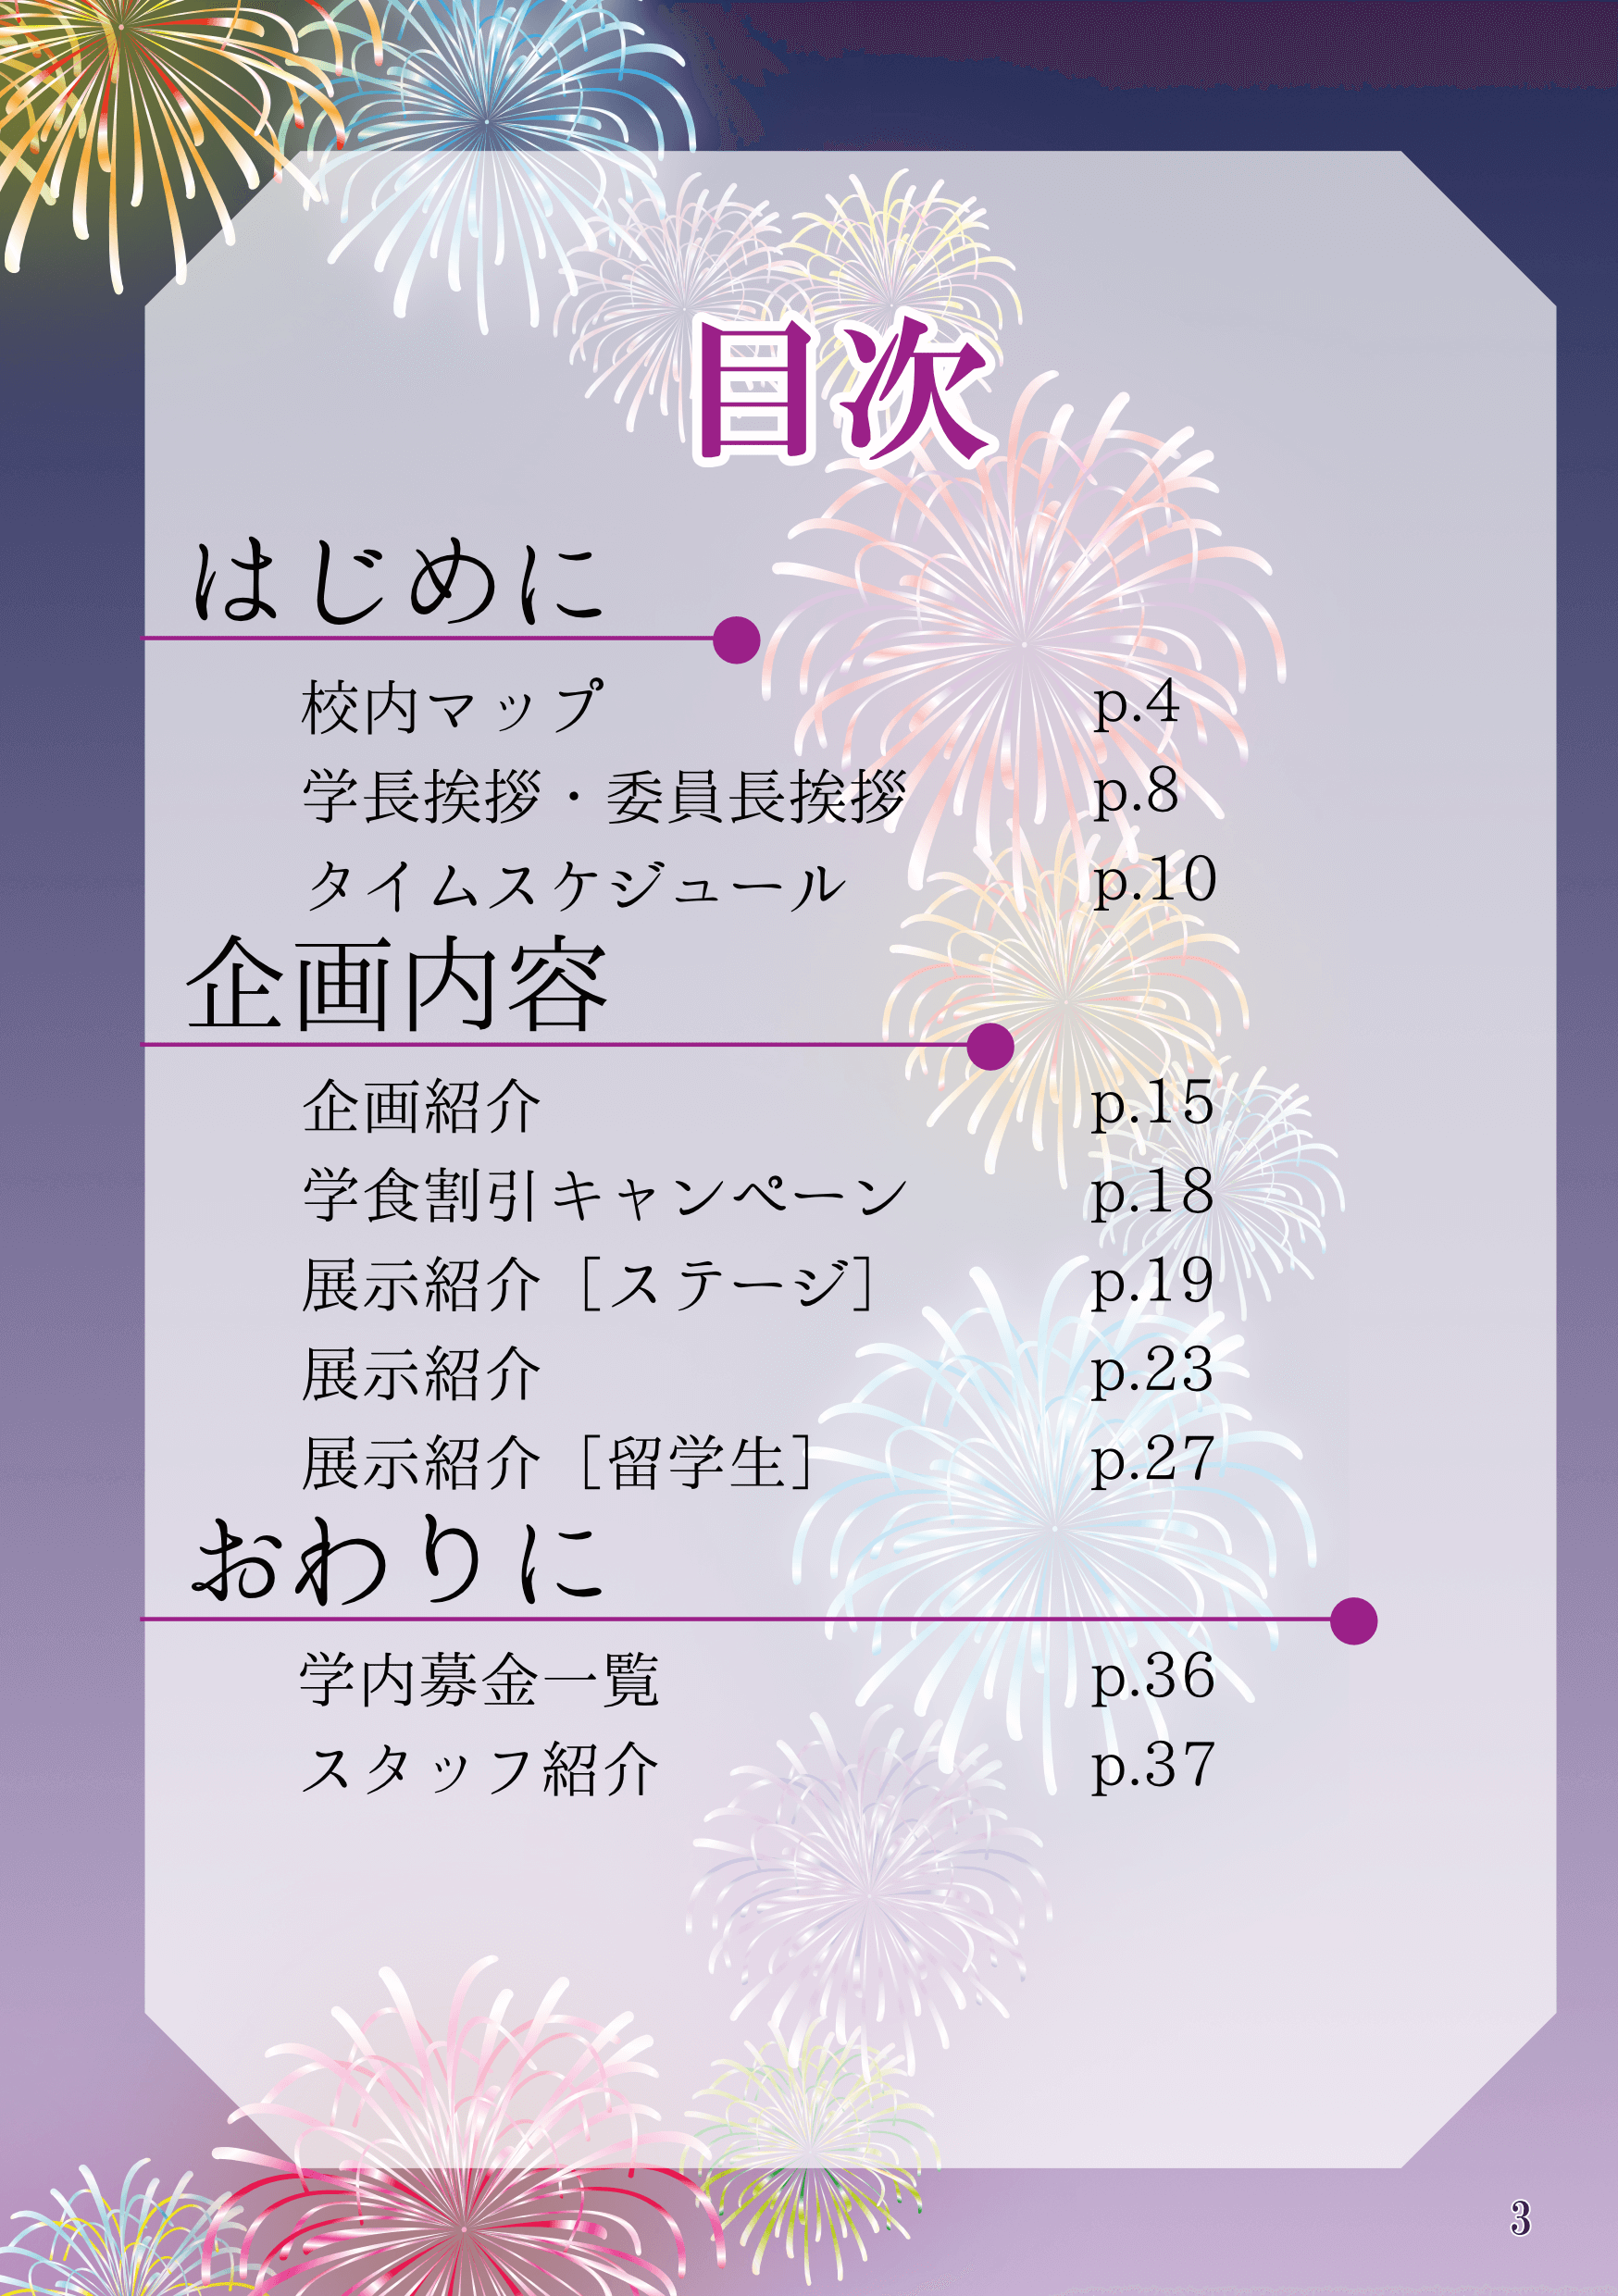 目次
はじめに
校内マップ p.4
学長挨拶・委員長挨拶 p.8
タイムスケジュール p.10
企画内容
企画紹介 p.15
学食割引キャンペーン p.18
展示紹介［ステージ］ p.19
展示紹介 p.23
展示紹介［留学生］ p.27
おわりに
学内募金一覧 p.36
スタッフ紹介 p.37
3